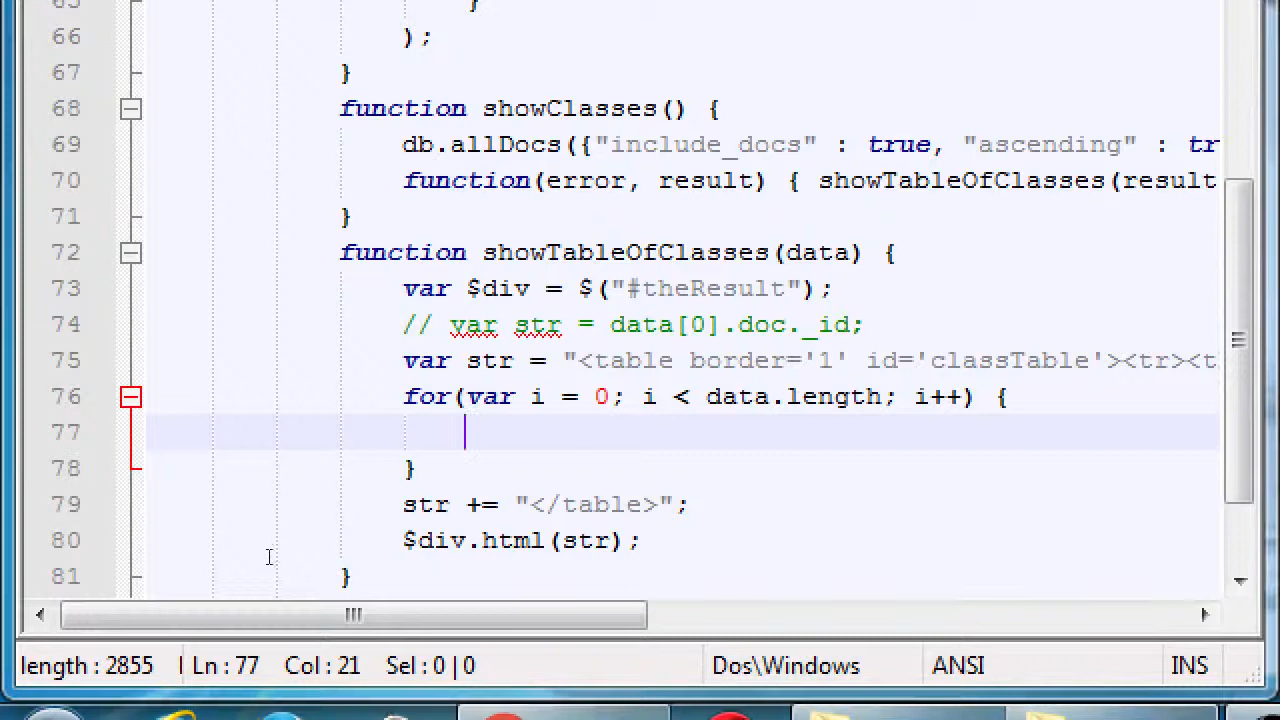 65 }
66 );
67 }
68 function showClasses() {
69 db.allDocs({"include_docs" : true, "ascending" : tr
70 function(error, result) { showTableOfClasses(result
71 }
72 function showTableOfClasses(data) {
73 var $div = $("#theResult");
74 // var str = data[0].doc._id;
75 var str = "<table border='1' id='classTable'><tr><t
76 for(var i = 0; i < data.length; i++) {
77
78 }
79 str += "</table>";
80 $div.html(str);
81 }
length : 2855 l Ln : 77 Col : 21 Sel : 0 | 0 Dos\Windows ANSI INS